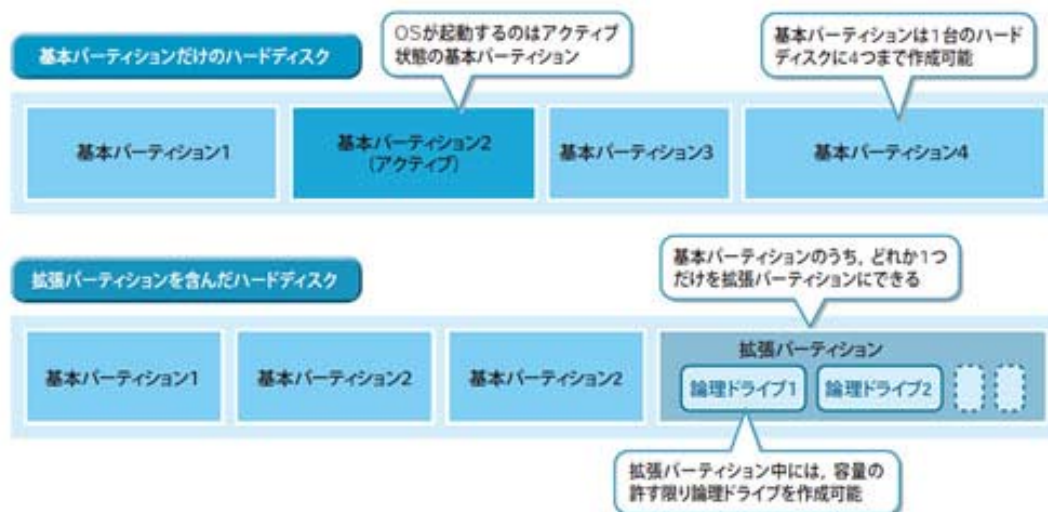 基本パーティションだけのハードディスク
OSが起動するのはアクティブ
状態の基本パーティション
基本パーティションは1台のハード
ディスクに4つまで作成可能
基本パーティション1
基本パーティション2
(アクティブ)
基本パーティション3
基本パーティション4
拡張パーティションを含んだハードディスク
基本パーティションのうち，どれか1つ
だけを拡張パーティションにできる
基本パーティション1
基本パーティション2
基本パーティション2
拡張パーティション
論理ドライブ1
論理ドライブ2
拡張パーティション中には，容量の
許す限り論理ドライブを作成可能